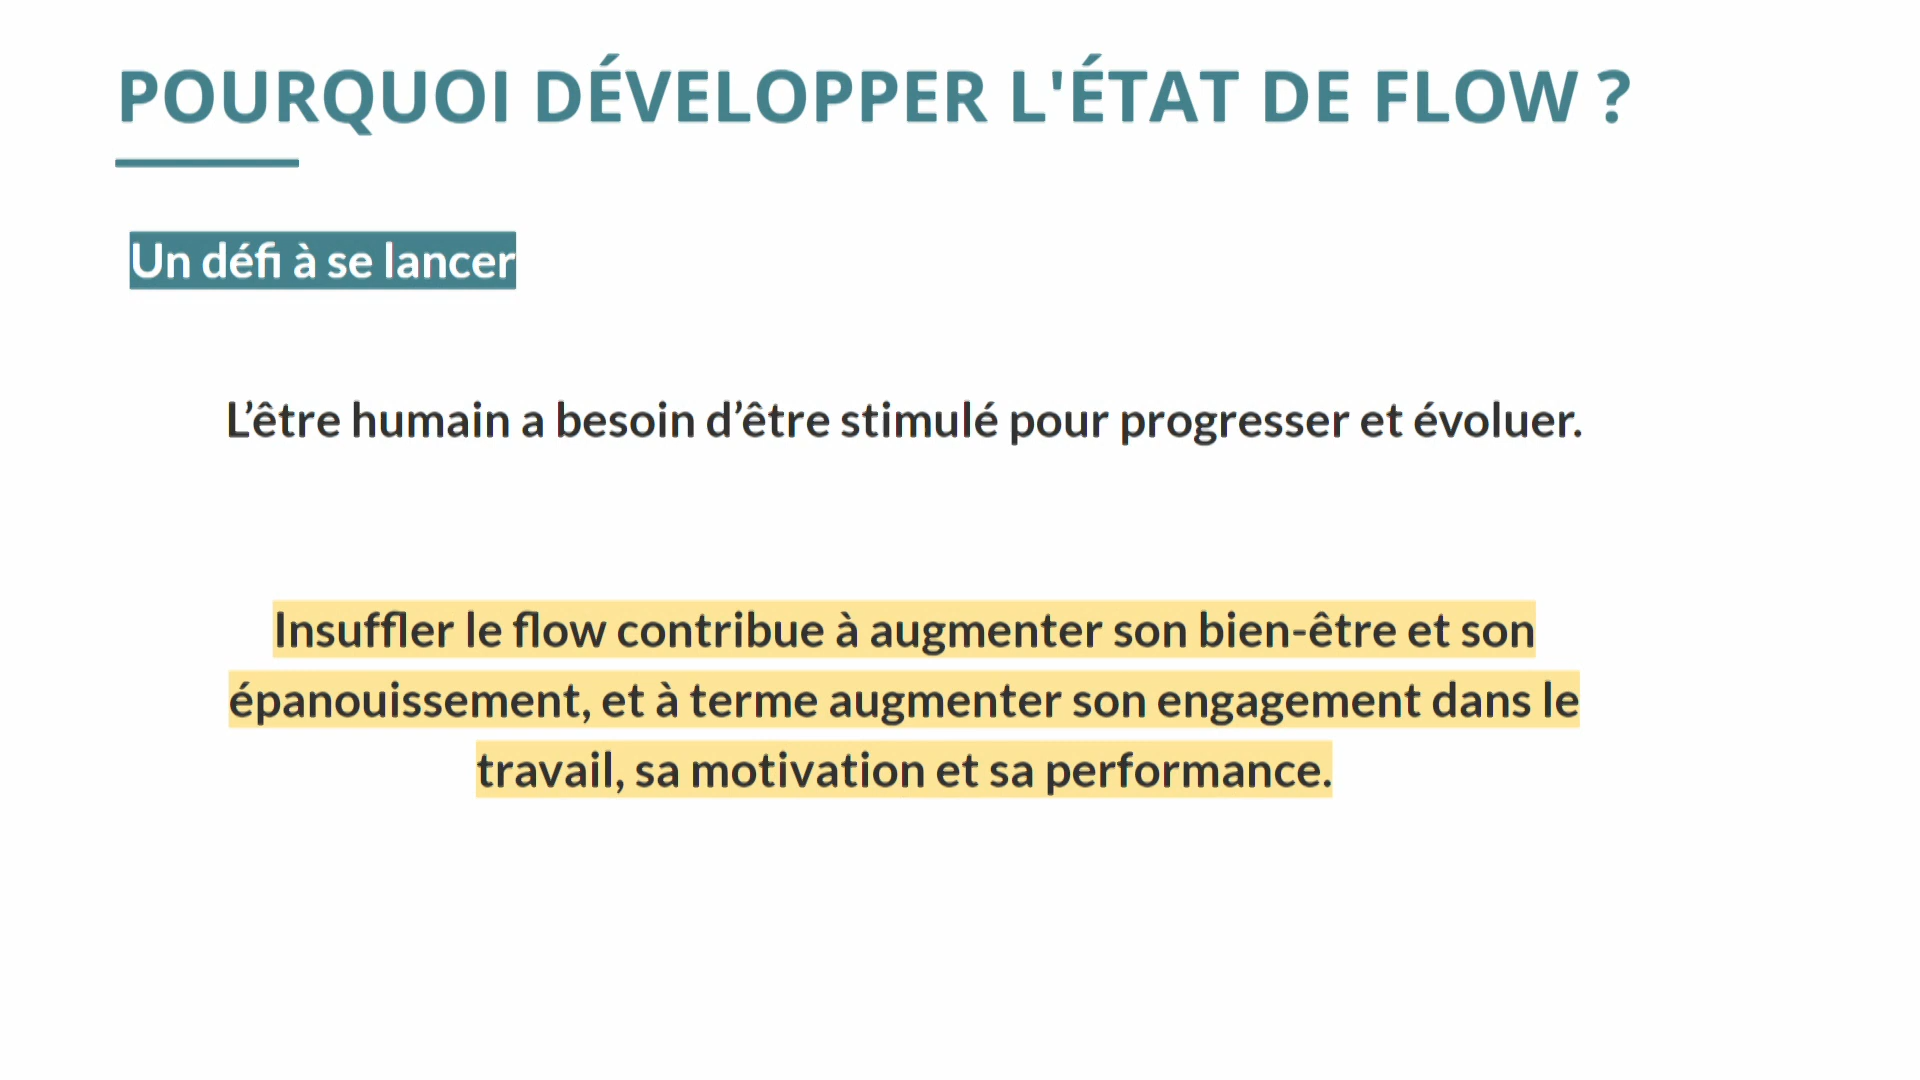 POURQUOI DÉVELOPPER L'ÉTAT DE FLOW ?
Un défi à se lancer
L’être humain a besoin d’être stimulé pour progresser et évoluer.
Insuffler le flow contribue à augmenter son bien-être et son
épanouissement, et à terme augmenter son engagement dans le
travail, sa motivation et sa performance.